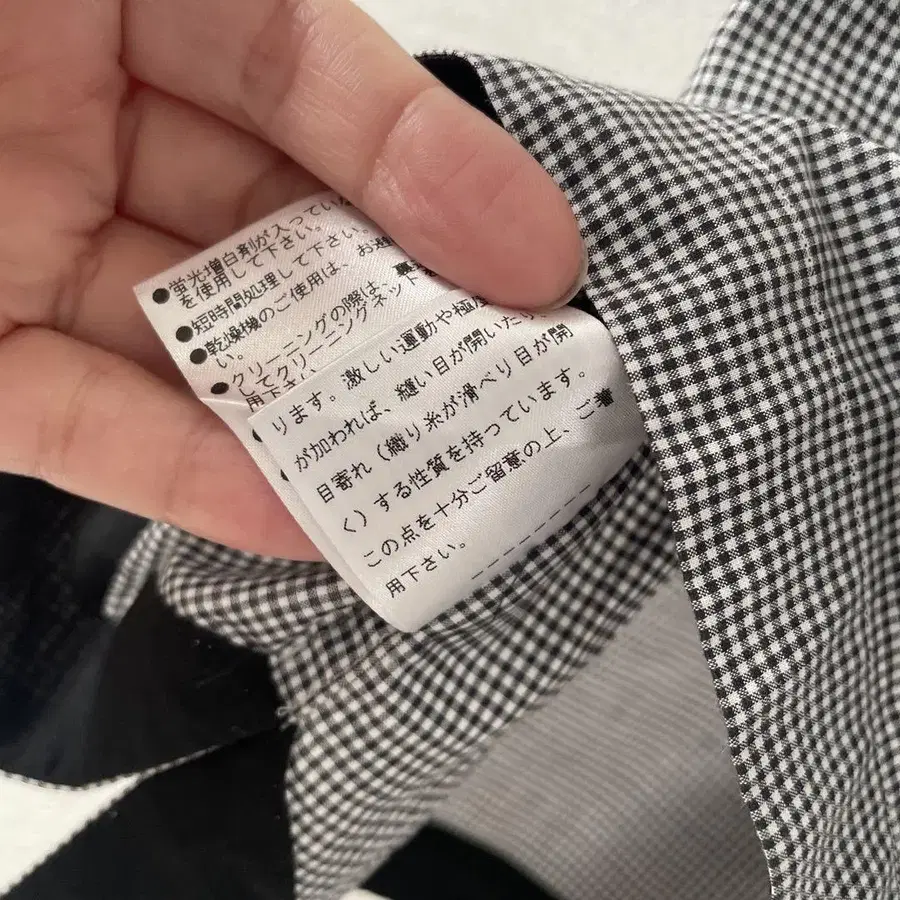 ●蛍光増白剤が入っていな
を使用して下さい。
●短時間処理して下さい。
●乾燥機のご使用は、お避
い。
●クリーニングの際は、裏
してクリーニングネット
用下さい
ります。激しい運動や極
が加われば、縫い目が開いたり
目寄れ(織り糸が滑べり目が開
く)する性質を持っています。
この点を十分ご留意の上、ご着
用下さい。